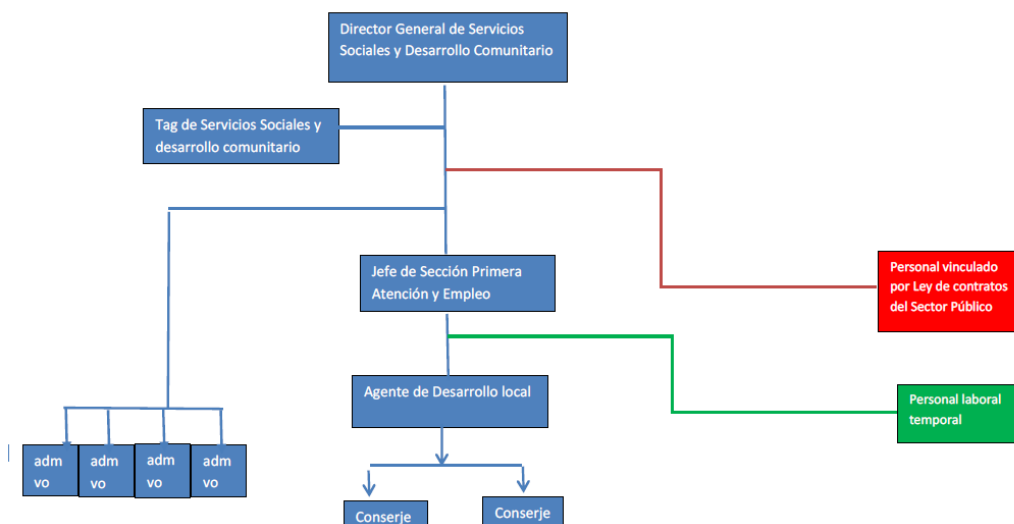 Director General de Servicios
Sociales y Desarrollo Comunitario
Tag de Servicios Sociales y
desarrollo comunitario
Jefe de Sección Primera
Atención y Empleo
Personal vinculado
por Ley de contratos
del Sector Público
Agente de Desarrollo local
Personal laboral
temporal
adm
vo
adm
vo
adm
vo
adm
vo
Conserje
Conserje